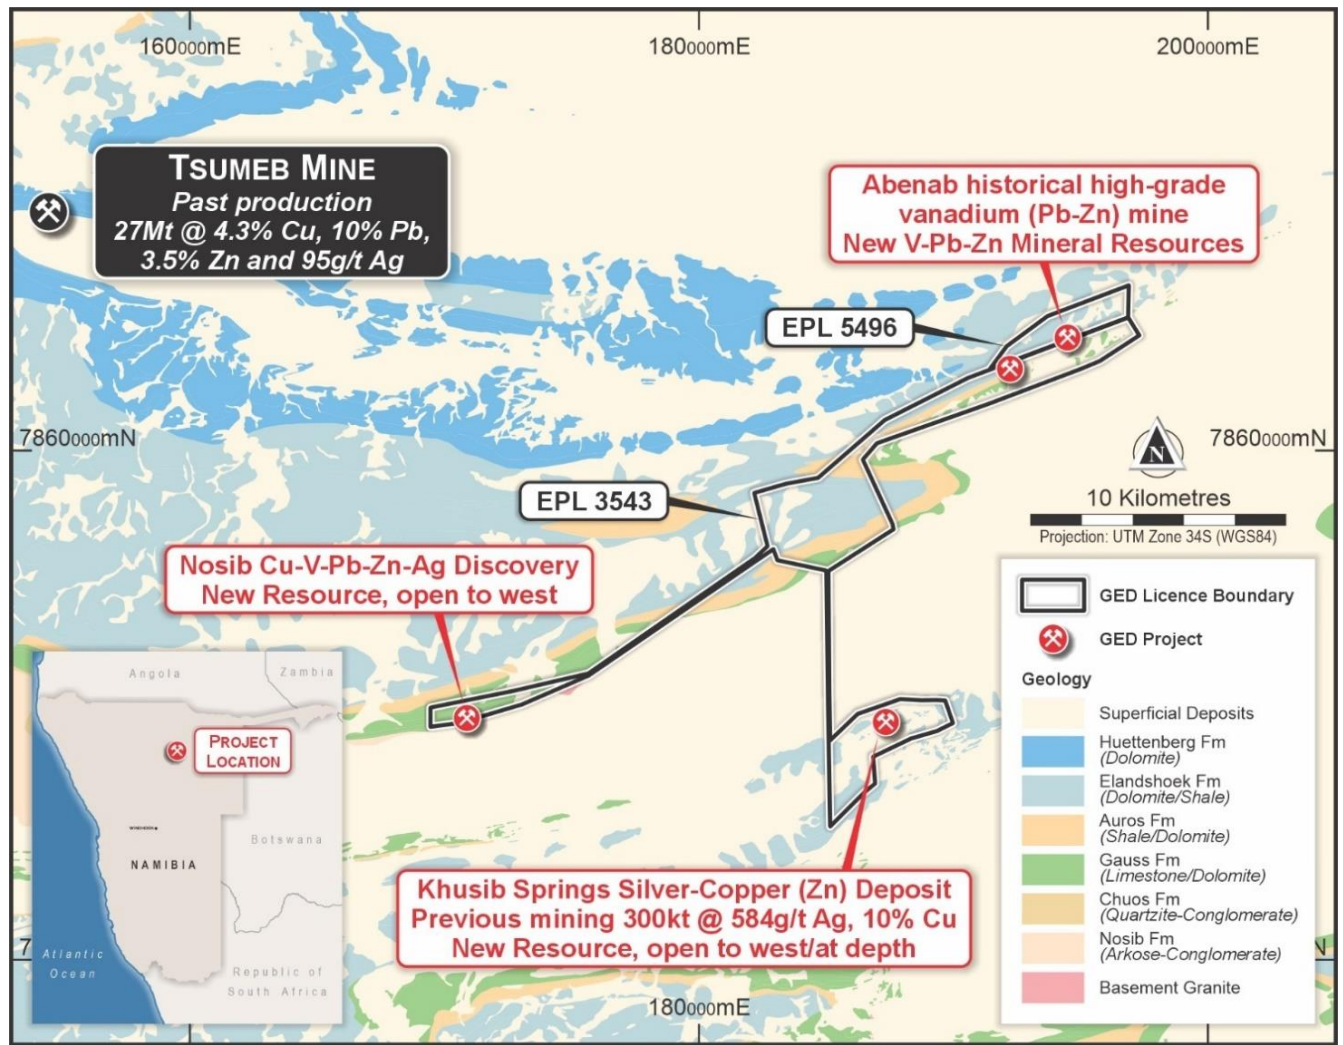 160000mE
180000mE
200000mE
TSUMEB MINE
Past production
27Mt @ 4.3% Cu, 10% Pb,
3.5% Zn and 95g/t Ag
Abenab historical high-grade
vanadium (Pb-Zn) mine
New V-Pb-Zn Mineral Resources
EPL 5496
7860000mN
7860000mN
N
EPL 3543
10 Kilometres
Projection: UTM Zone 34S (WGS84)
Nosib Cu-V-Pb-Zn-Ag Discovery
New Resource, open to west
GED Licence Boundary
GED Project
Geology
Superficial Deposits
Huettenberg Fm
(Dolomite)
Elandshoek Fm
(Dolomite/Shale)
Auros Fm
(Shale/Dolomite)
Gauss Fm
(Limestone/Dolomite)
Chuos Fm
(Quartzite-Conglomerate)
Nosib Fm
(Arkose-Conglomerate)
Basement Granite
Angola
Zambia
PROJECT
LOCATION
WINDHOEK
Botswana
NAMIBIA
Atlantic
Ocean
Republic of
South Africa
Khusib Springs Silver-Copper (Zn) Deposit
Previous mining 300kt @ 584g/t Ag, 10% Cu
New Resource, open to west/at depth
7
N
180000mE